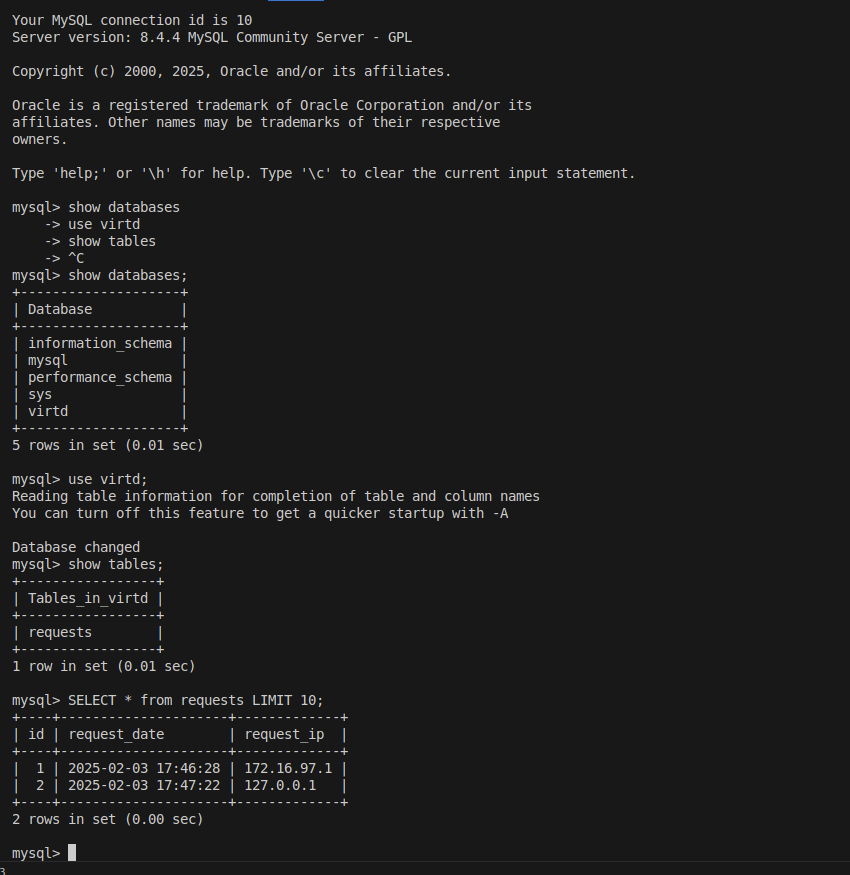 Your MySQL connection id is 10
Server version: 8.4.4 MySQL Community Server - GPL
Copyright (c) 2000, 2025, Oracle and/or its affiliates.
Oracle is a registered trademark of Oracle Corporation and/or its
affiliates. Other names may be trademarks of their respective
owners.
Type 'help;' or '\h' for help. Type '\c' to clear the current input statement.
mysql> show databases
    -> use virtd
    -> show tables
    -> ^C
mysql> show databases;
+--------------------+
| Database           |
+--------------------+
| information_schema |
| mysql              |
| performance_schema |
| sys                |
| virtd              |
+--------------------+
5 rows in set (0.01 sec)
mysql> use virtd;
Reading table information for completion of table and column names
You can turn off this feature to get a quicker startup with -A
Database changed
mysql> show tables;
+-----------------+
| Tables_in_virtd |
+-----------------+
| requests        |
+-----------------+
1 row in set (0.01 sec)
mysql> SELECT * from requests LIMIT 10;
+----+---------------------+-------------+
| id | request_date        | request_ip  |
+----+---------------------+-------------+
|  1 | 2025-02-03 17:46:28 | 172.16.97.1 |
|  2 | 2025-02-03 17:47:22 | 127.0.0.1   |
+----+---------------------+-------------+
2 rows in set (0.00 sec)
mysql>
3